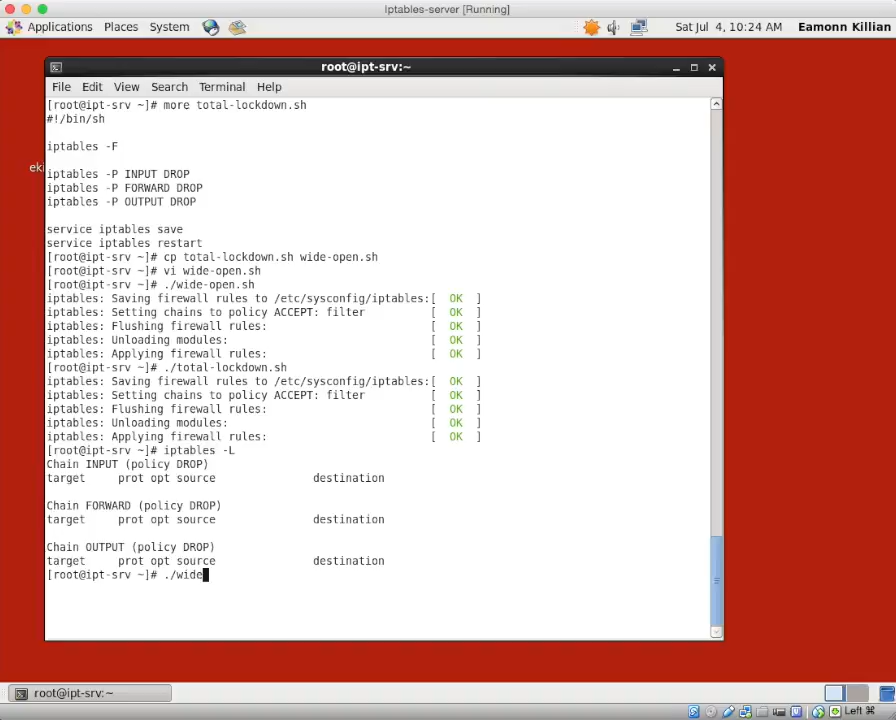 iptables-server [Running]
Applications Places System
Sat Jul 4, 10:24 AM Eamonn Killian
root@ipt-srv:~
File Edit View Search Terminal Help
eki
[root@ipt-srv ~]# more total-lockdown.sh
#!/bin/sh
iptables -F
iptables -P INPUT DROP
iptables -P FORWARD DROP
iptables -P OUTPUT DROP
service iptables save
service iptables restart
[root@ipt-srv ~]# cp total-lockdown.sh wide-open.sh
[root@ipt-srv ~]# vi wide-open.sh
[root@ipt-srv ~]# ./wide-open.sh
iptables: Saving firewall rules to /etc/sysconfig/iptables:[  OK  ]
iptables: Setting chains to policy ACCEPT: filter [  OK  ]
iptables: Flushing firewall rules: [  OK  ]
iptables: Unloading modules: [  OK  ]
iptables: Applying firewall rules: [  OK  ]
[root@ipt-srv ~]# ./total-lockdown.sh
iptables: Saving firewall rules to /etc/sysconfig/iptables:[  OK  ]
iptables: Setting chains to policy ACCEPT: filter [  OK  ]
iptables: Flushing firewall rules: [  OK  ]
iptables: Unloading modules: [  OK  ]
iptables: Applying firewall rules: [  OK  ]
[root@ipt-srv ~]# iptables -L
Chain INPUT (policy DROP)
target prot opt source destination
Chain FORWARD (policy DROP)
target prot opt source destination
Chain OUTPUT (policy DROP)
target prot opt source destination
[root@ipt-srv ~]# ./wide
root@ipt-srv:~
Left ⌘